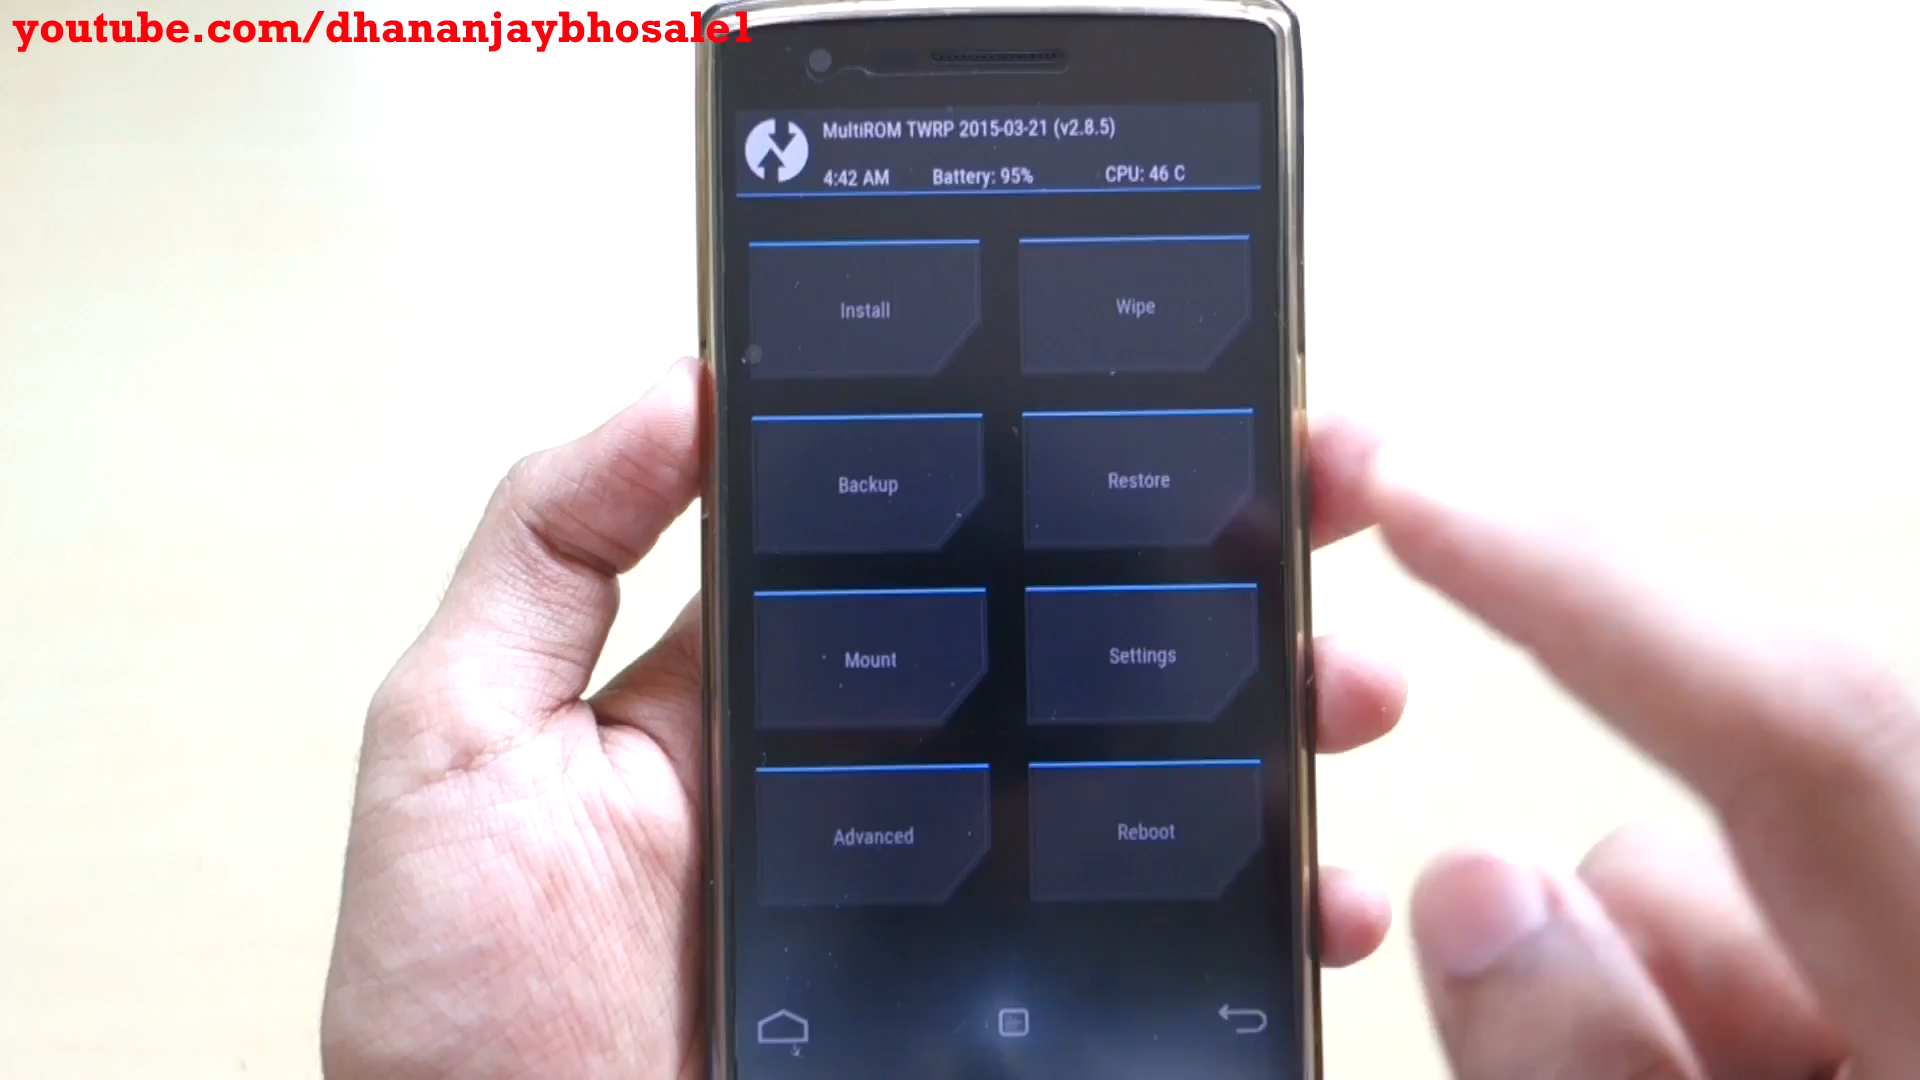 youtube.com/dhananjaybhosale1
MultiROM TWRP 2015-03-21 (v2.8.5)
4:42 AM Battery: 95% CPU: 46 C
Install Wipe
Backup Restore
Mount Settings
Advanced Reboot